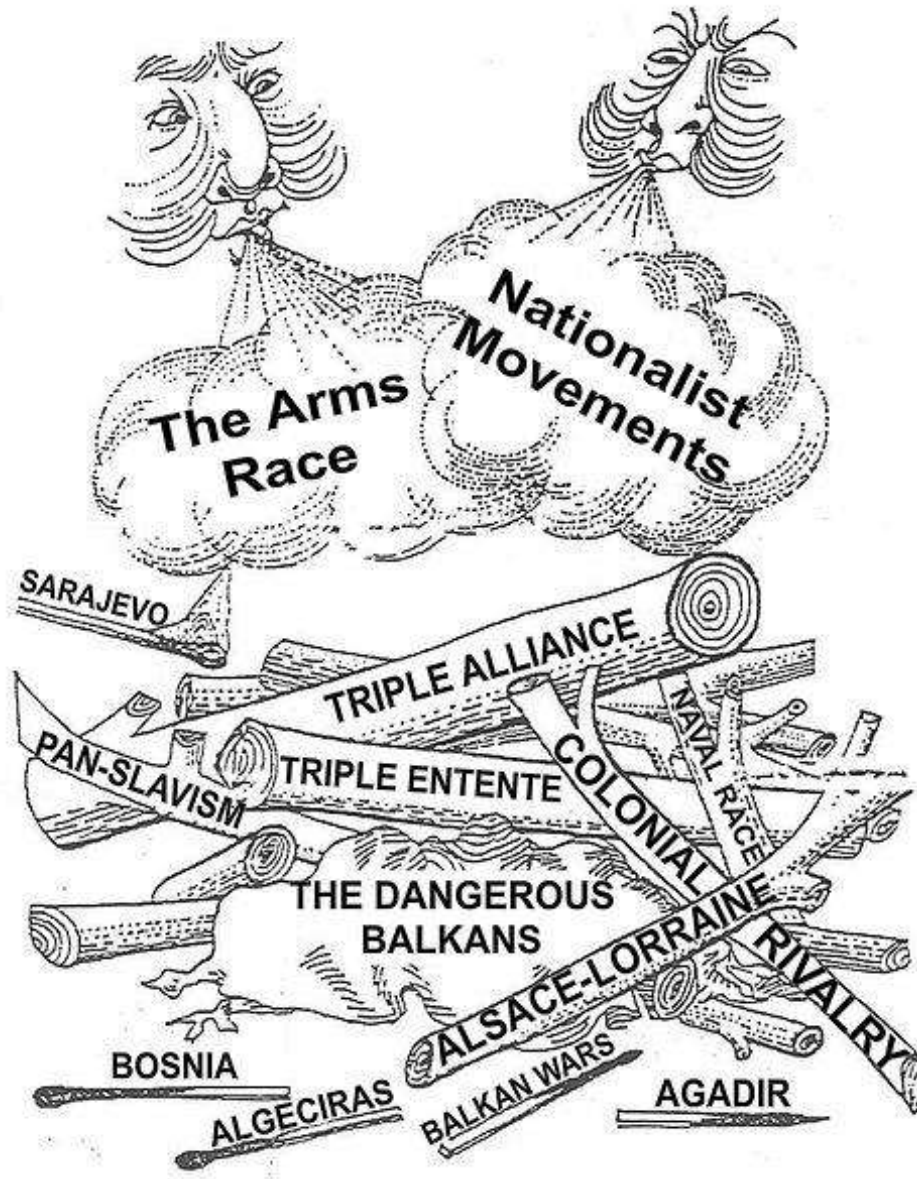 Nationalist
Movements
The Arms
Race
SARAJEVO
TRIPLE ALLIANCE
NAVAL RACE
PAN-SLAVISM
TRIPLE ENTENTE
COLONIAL RIVALRY
THE DANGEROUS
BALKANS
ALSACE-LORRAINE
BOSNIA
ALGECIRAS
BALKAN WARS
AGADIR